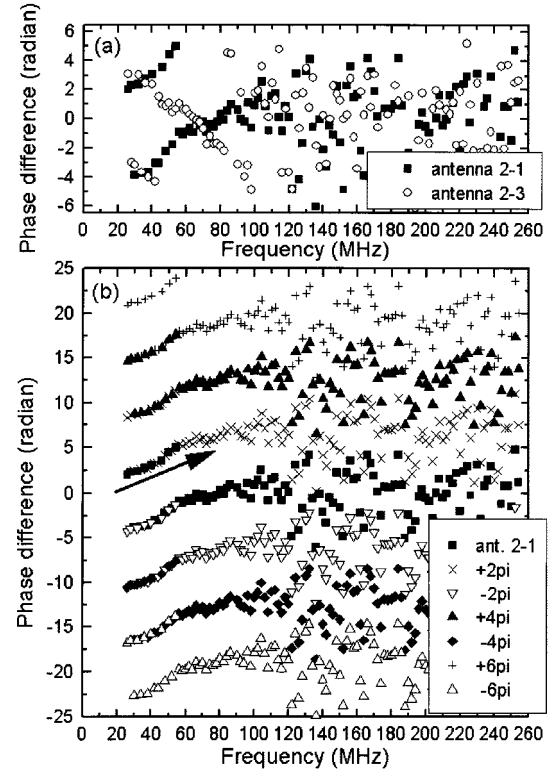 (a)
Phase difference (radian)
6
4
2
0
-2
-4
-6
antenna 2-1
antenna 2-3
20 40 60 80 100 120 140 160 180 200 220 240 260
Frequency (MHz)
(b)
Phase difference (radian)
25
20
15
10
5
0
-5
-10
-15
-20
-25
ant. 2-1
+2pi
-2pi
+4pi
-4pi
+6pi
-6pi
20 40 60 80 100 120 140 160 180 200 220 240 260
Frequency (MHz)